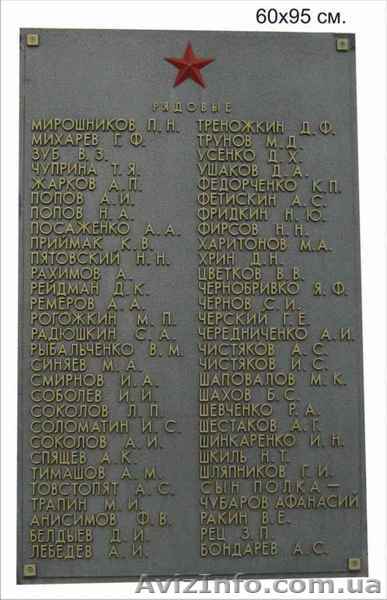 60х95 см.
РЯДОВЫЕ
МИРОШНИКОВ П. Н.
МИХАРЕВ Г. Ф.
ЗУБ В. З.
ЧУПРИНА Т. Я.
ЖАРКОВ А. П.
ПОПОВ А. И.
ПОПОВ Н. А.
ПОСАЖЕНКО А. А.
ПРИЙМАК К. В.
ПЯТОВСКИЙ Н. Н.
РАХИМОВ А.
РЕЙДМАН Д. К.
РЕМЕРОВ А. А.
РОГОЖКИН М. П.
РАДЮШКИН С. А.
РЫБАЛЬЧЕНКО В. М.
СИНЯЕВ М. А.
СМИРНОВ И. А.
СОБОЛЕВ И. И.
СОКОЛОВ Л. П.
СОЛОМАТИН И. С.
СОКОЛОВ А. И.
СПЯЩЕВ А. К.
ТИМАШОВ А. М.
ТОВСТОПЯТ А. С.
ТРАПИН М. И.
АНИСИМОВ Ф. В.
БЕЛДЫЕВ Д. И.
ЛЕБЕДЕВ А. И.
ТРЕНОЖКИН Д. Ф.
ТРУНОВ М. Д.
УСЕНКО Д. Х.
УШАКОВ Д. А.
ФЕДОРЧЕНКО К. П.
ФЕТИСКИН А. С.
ФРИДКИН Н. Ю.
ФИРСОВ Н. Н.
ХАРИТОНОВ М. А.
ХРИН Д. Н.
ЦВЕТКОВ В. В.
ЧЕРНОБРИВКО Я. Ф.
ЧЕРНОВ С. И.
ЧЕРСКИЙ Г. Е.
ЧЕРЕДНИЧЕНКО А. И.
ЧИСТЯКОВ А. С.
ЧИСТЯКОВ И. С.
ШАПОВАЛОВ М. К.
ШАХОВ Б. С.
ШЕВЧЕНКО Р. А.
ШЕСТАКОВ А. Г.
ШИНКАРЕНКО И. Н.
ШКИЛЬ Н. Т.
ШЛЯПНИКОВ Г. И.
СЫН ПОЛКА –
ЧУБАРОВ АФАНАСИЙ
РАКИН В. Е.
РЕЦ З. П.
БОНДАРЕВ А. С.
AvizInfo.com.ua